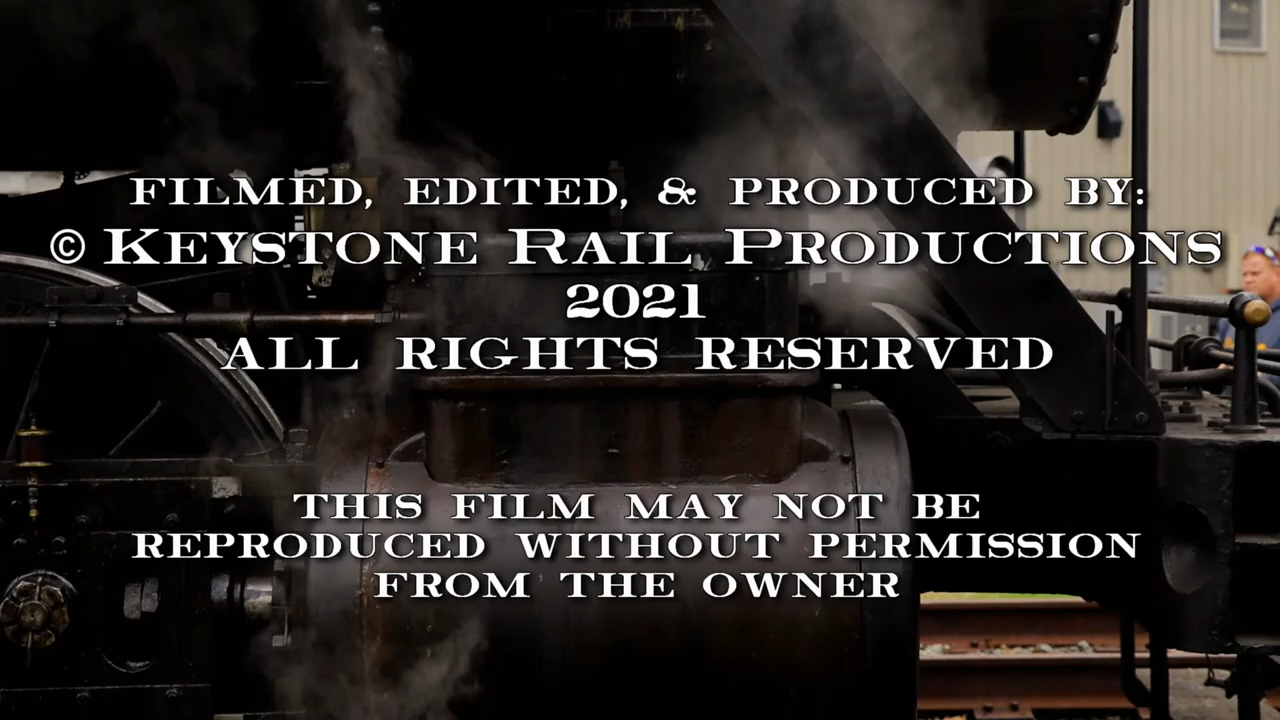 FILMED, EDITED, & PRODUCED BY:
© KEYSTONE RAIL PRODUCTIONS
2021
ALL RIGHTS RESERVED
THIS FILM MAY NOT BE
REPRODUCED WITHOUT PERMISSION
FROM THE OWNER